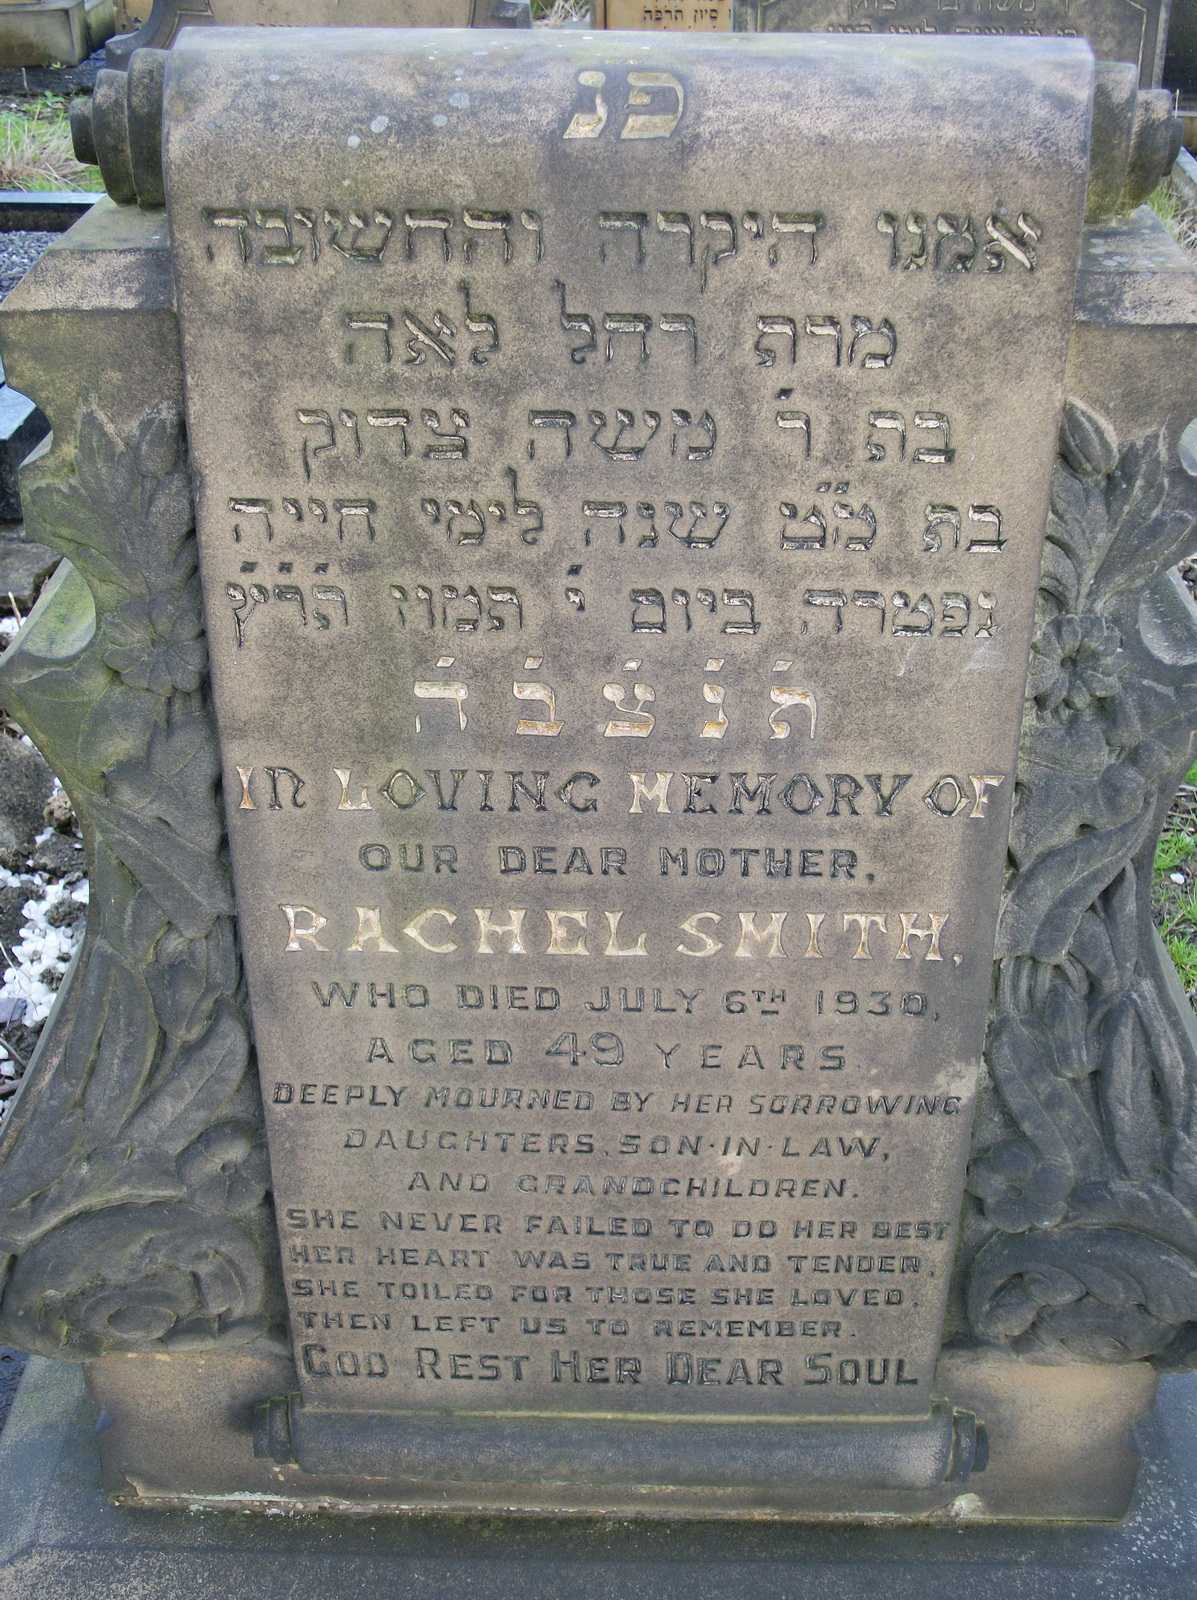 פנ
אמנו היקרה והחשובה
מרת רחל לאה
בת ר' משה צדוק
בת מ"ט שנה לימי חייה
נפטרה ביום י' תמוז ה'ר'צ'
ת'נ'צ'ב'ה'
IN LOVING MEMORY OF
OUR DEAR MOTHER,
RACHEL SMITH,
WHO DIED JULY 6TH 1930,
AGED 49 YEARS.
DEEPLY MOURNED BY HER SORROWING
DAUGHTERS, SON-IN-LAW,
AND GRANDCHILDREN.
SHE NEVER FAILED TO DO HER BEST
HER HEART WAS TRUE AND TENDER,
SHE TOILED FOR THOSE SHE LOVED,
THEN LEFT US TO REMEMBER.
GOD REST HER DEAR SOUL